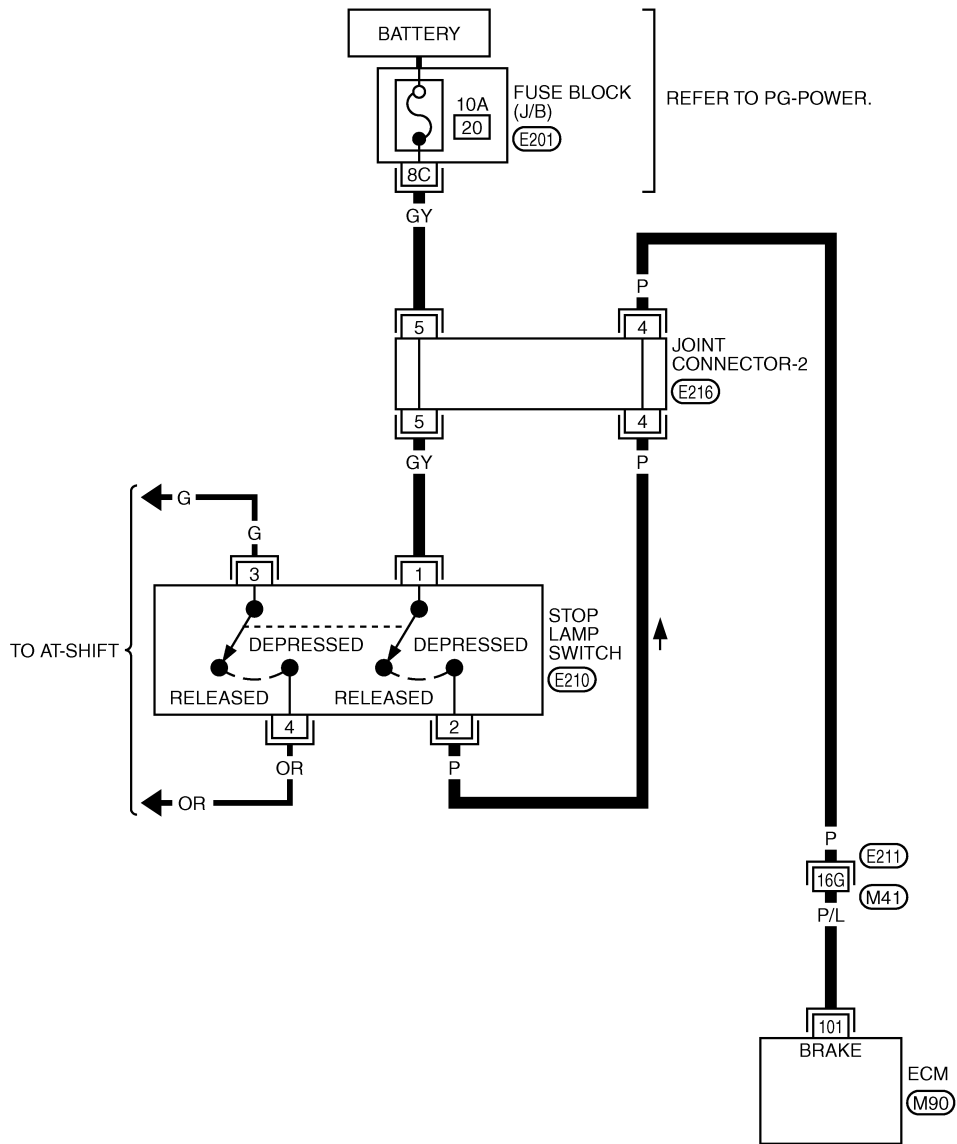 BATTERY
10A
20
FUSE BLOCK
(J/B)
E201
REFER TO PG-POWER.
8C
GY
P
5
4
JOINT
CONNECTOR-2
E216
5
4
GY
P
G
G
3
1
TO AT-SHIFT
DEPRESSED
DEPRESSED
RELEASED
RELEASED
STOP
LAMP
SWITCH
E210
4
2
OR
P
OR
P
E211
16G
M41
P/L
101
BRAKE
ECM
M90